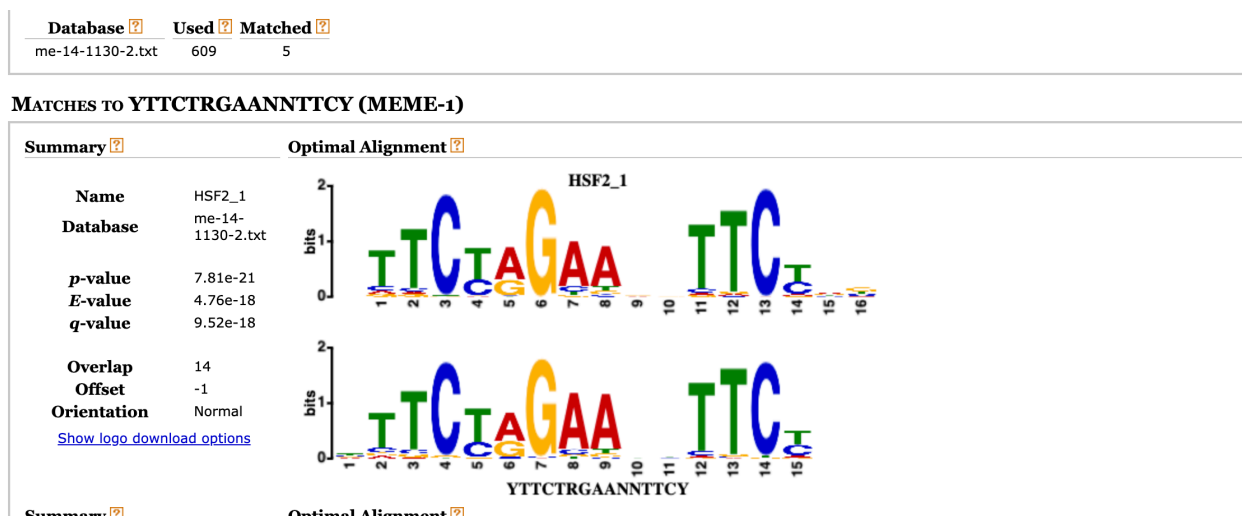 Database ? Used ? Matched ?
me-14-1130-2.txt 609 5
Matches to YTTCTRGAANNTTCY (MEME-1)
Summary ? Optimal Alignment ?
Name HSF2_1
Database me-14-1130-2.txt
p-value 7.81e-21
E-value 4.76e-18
q-value 9.52e-18
Overlap 14
Offset -1
Orientation Normal
Show logo download options
HSF2_1
2
bits
1
0
TTCTAGAA TTCT
1 2 3 4 5 6 7 8 9 10 11 12 13 14 15 16
2
bits
1
0
TTCTAGAA TTCT
1 2 3 4 5 6 7 8 9 10 11 12 13 14 15
YTTCTRGAANNTTCY
Summary ? Optimal Alignment ?